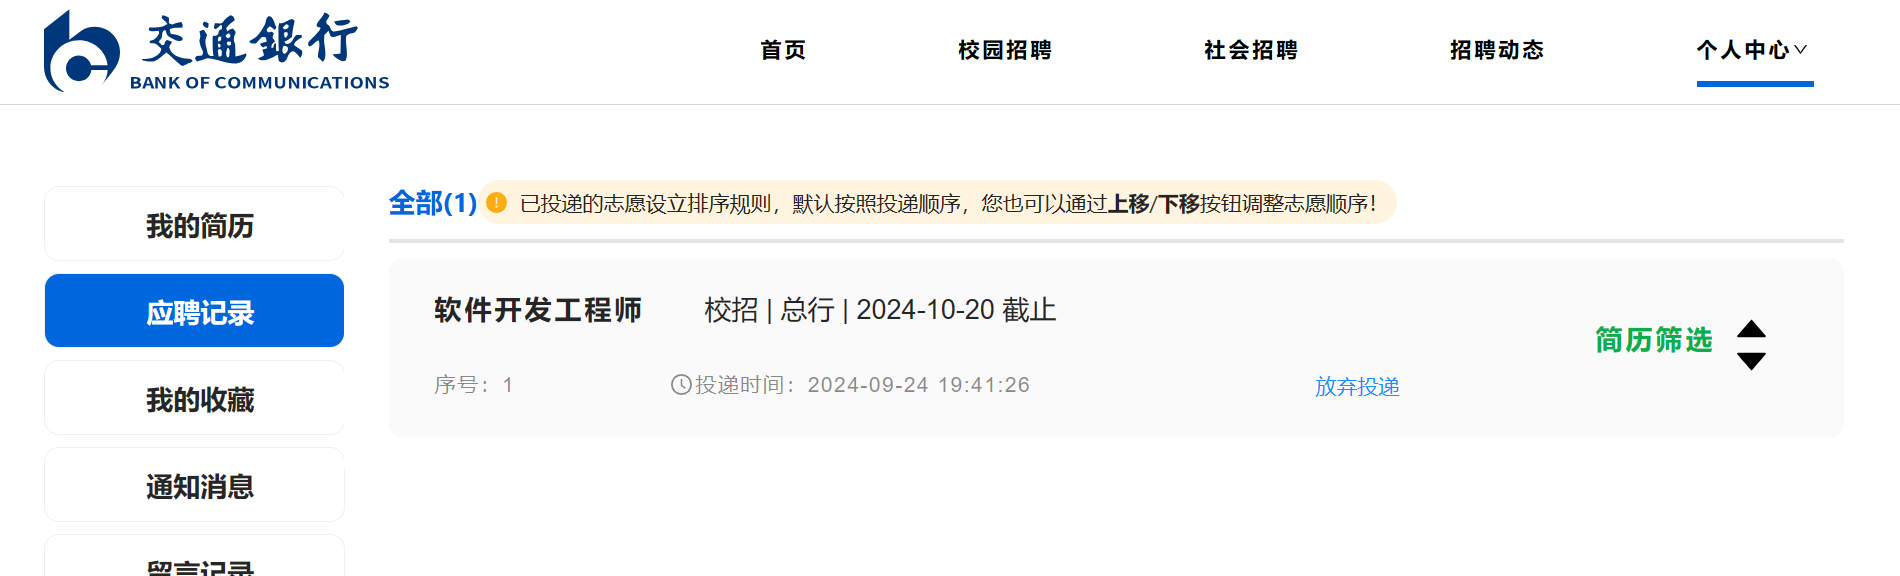 交通銀行
BANK OF COMMUNICATIONS
首页
校园招聘
社会招聘
招聘动态
个人中心
我的简历
应聘记录
我的收藏
通知消息
留言记录
全部(1)
已投递的志愿设立排序规则，默认按照投递顺序，您也可以通过上移/下移按钮调整志愿顺序！
软件开发工程师 校招 | 总行 | 2024-10-20 截止
简历筛选
序号：1 投递时间：2024-09-24 19:41:26 放弃投递